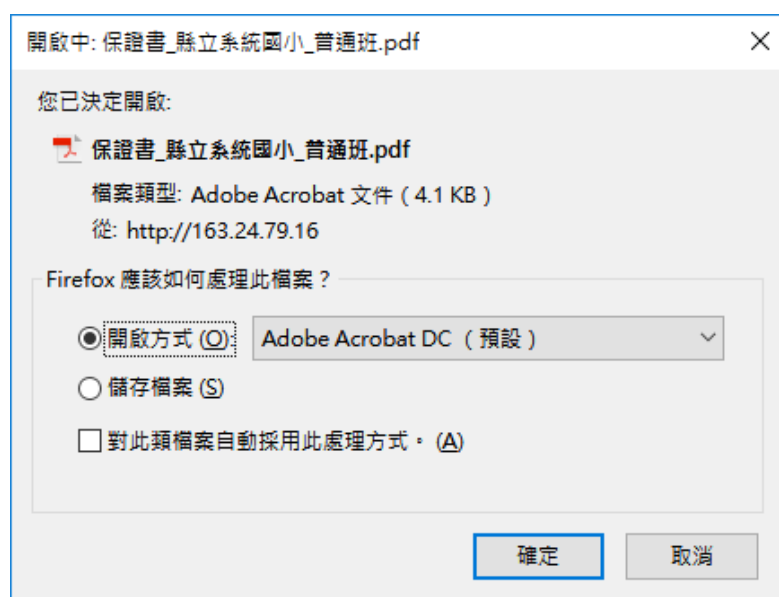 開啟中: 保證書_縣立系統國小_普通班.pdf
您已決定開啟:
保證書_縣立系統國小_普通班.pdf
檔案類型: Adobe Acrobat 文件 ( 4.1 KB )
從: http://163.24.79.16
Firefox 應該如何處理此檔案？
開啟方式 (O): Adobe Acrobat DC （預設）
儲存檔案 (S)
對此類檔案自動採用此處理方式。 (A)
確定 取消